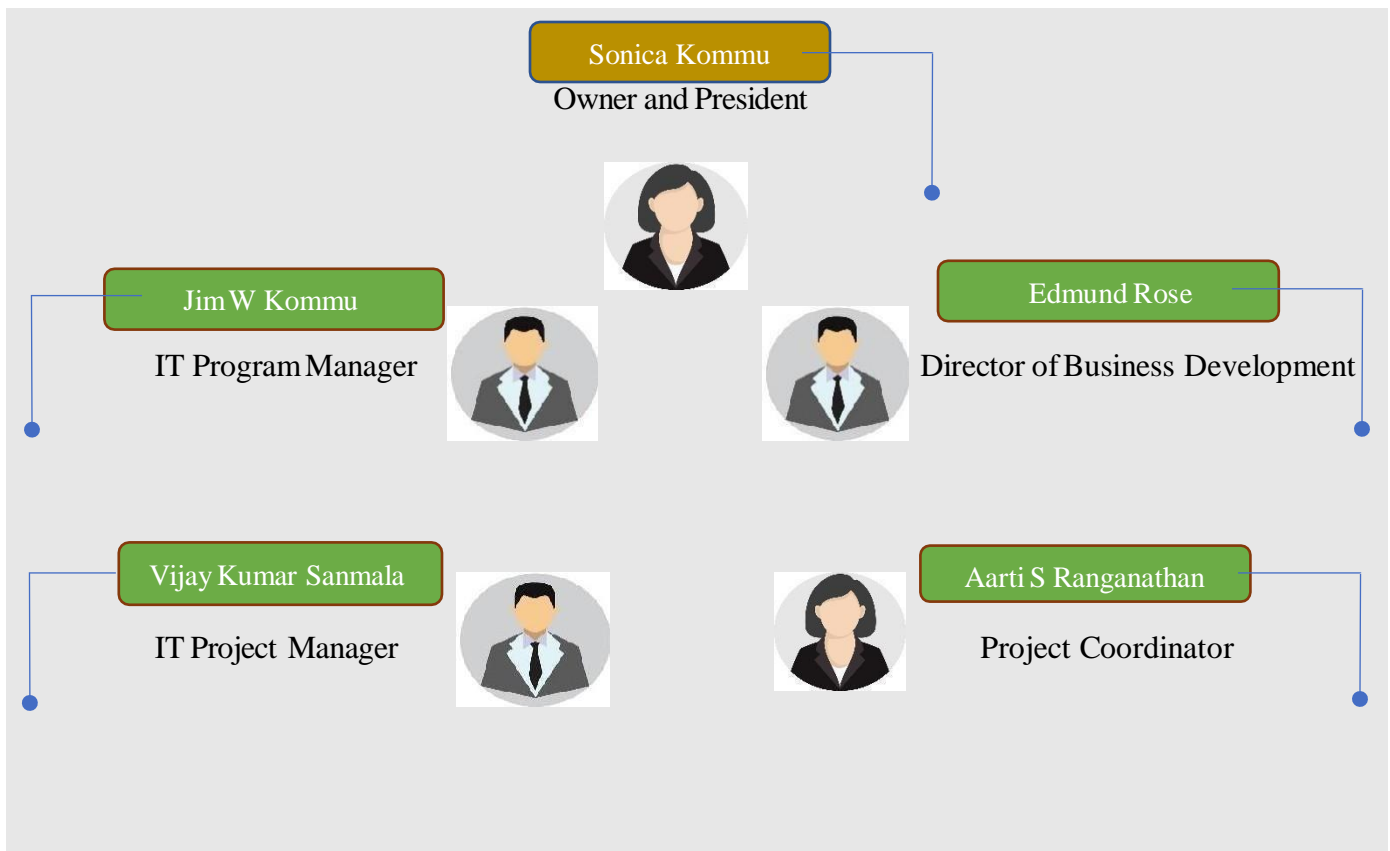 Sonica Kommu
Owner and President
Jim W Kommu
IT Program Manager
Edmund Rose
Director of Business Development
Vijay Kumar Sanmala
IT Project Manager
Aarti S Ranganathan
Project Coordinator